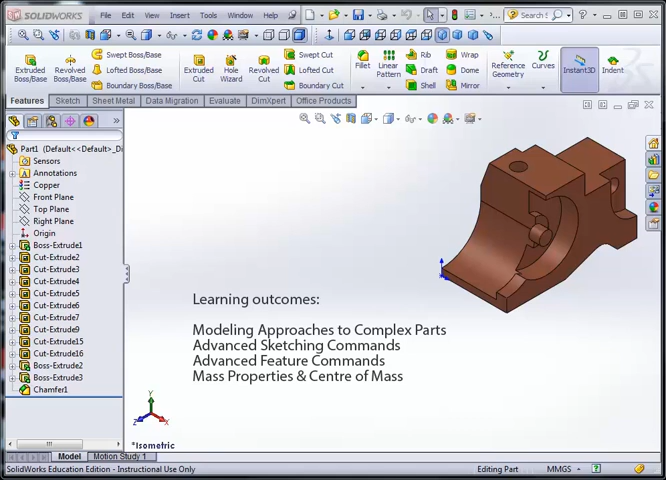 SOLIDWORKS File Edit View Insert Tools Window Help
Search S
Extruded Boss/Base
Revolved Boss/Base
Swept Boss/Base
Lofted Boss/Base
Boundary Boss/Base
Extruded Cut
Hole Wizard
Revolved Cut
Swept Cut
Lofted Cut
Boundary Cut
Fillet
Linear Pattern
Rib
Draft
Shell
Wrap
Dome
Mirror
Reference Geometry
Curves
Instant3D
Indent
Features Sketch Sheet Metal Data Migration Evaluate DimXpert Office Products
Part1 (Default<<Default>_Di
Sensors
Annotations
Copper
Front Plane
Top Plane
Right Plane
Origin
Boss-Extrude1
Cut-Extrude2
Cut-Extrude3
Cut-Extrude4
Cut-Extrude5
Cut-Extrude6
Cut-Extrude7
Cut-Extrude9
Cut-Extrude15
Cut-Extrude16
Boss-Extrude2
Boss-Extrude3
Chamfer1
Learning outcomes:
Modeling Approaches to Complex Parts
Advanced Sketching Commands
Advanced Feature Commands
Mass Properties & Centre of Mass
Y
Z X
*Isometric
Model Motion Study 1
SolidWorks Education Edition - Instructional Use Only Editing Part MMGS